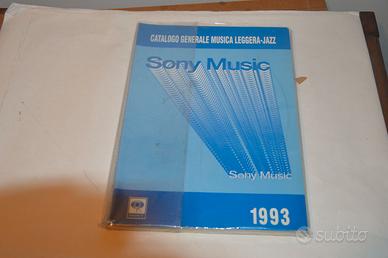 CATALOGO GENERALE MUSICA LEGGERA-JAZZ
Sony Music
Sony Music
1993
subito